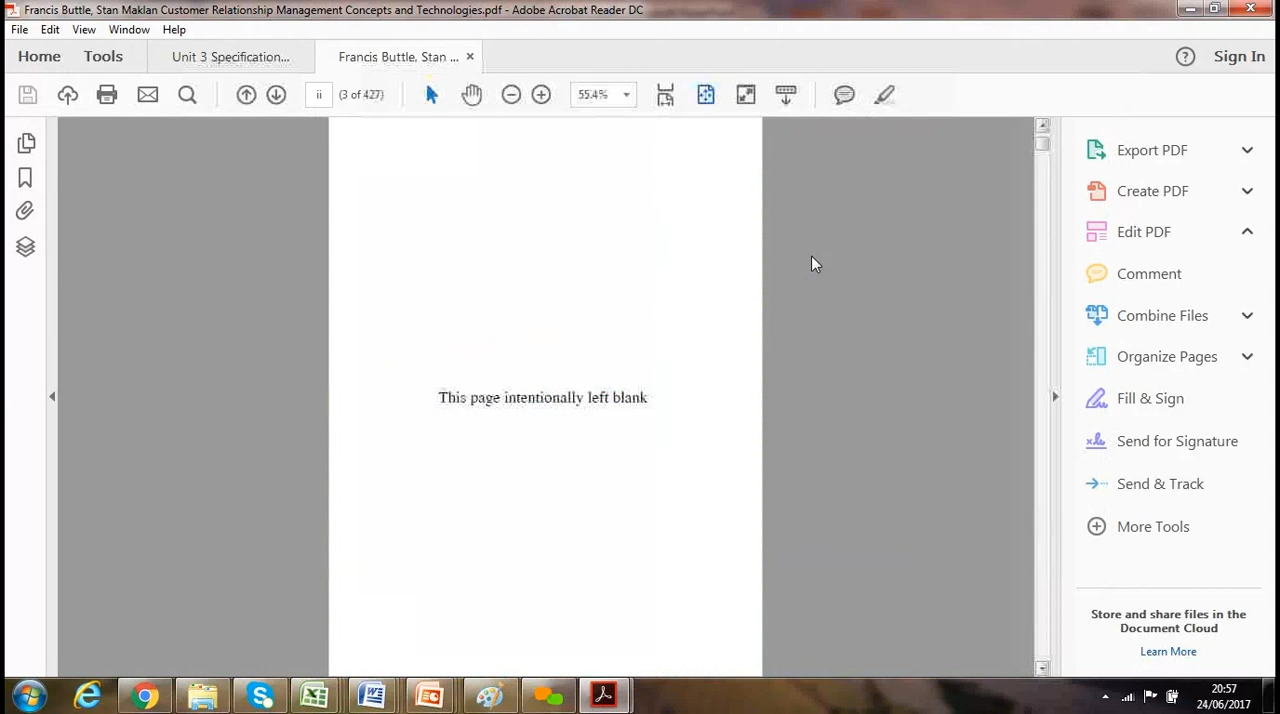 Francis Buttle, Stan Maklan Customer Relationship Management Concepts and Technologies.pdf - Adobe Acrobat Reader DC
File Edit View Window Help
Home Tools Unit 3 Specification... Francis Buttle, Stan ... × Sign In
ii (3 of 427) 55.4%
Export PDF
Create PDF
Edit PDF
Comment
Combine Files
Organize Pages
This page intentionally left blank
Fill & Sign
Send for Signature
Send & Track
More Tools
Store and share files in the
Document Cloud
Learn More
20:57
24/06/2017